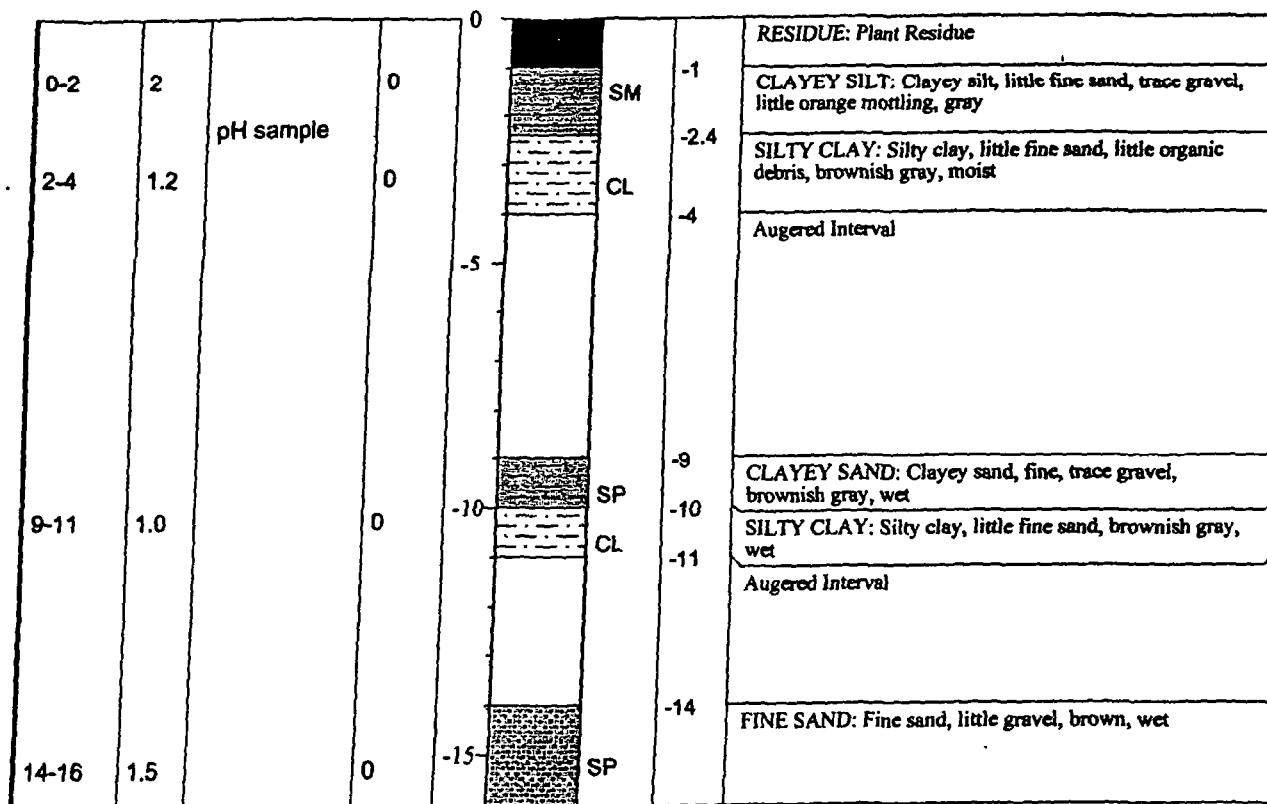 0
RESIDUE: Plant Residue
0-2 2 0 SM -1 CLAYEY SILT: Clayey silt, little fine sand, trace gravel,
little orange mottling, gray
pH sample
-2.4 SILTY CLAY: Silty clay, little fine sand, little organic
debris, brownish gray, moist
2-4 1.2 0 CL
-4 Augered Interval
-5
-9 CLAYEY SAND: Clayey sand, fine, trace gravel,
brownish gray, wet
SP
-10 -10
9-11 1.0 0 SILTY CLAY: Silty clay, little fine sand, brownish gray,
wet
CL -11
Augered Interval
-14 FINE SAND: Fine sand, little gravel, brown, wet
-15
14-16 1.5 0 SP